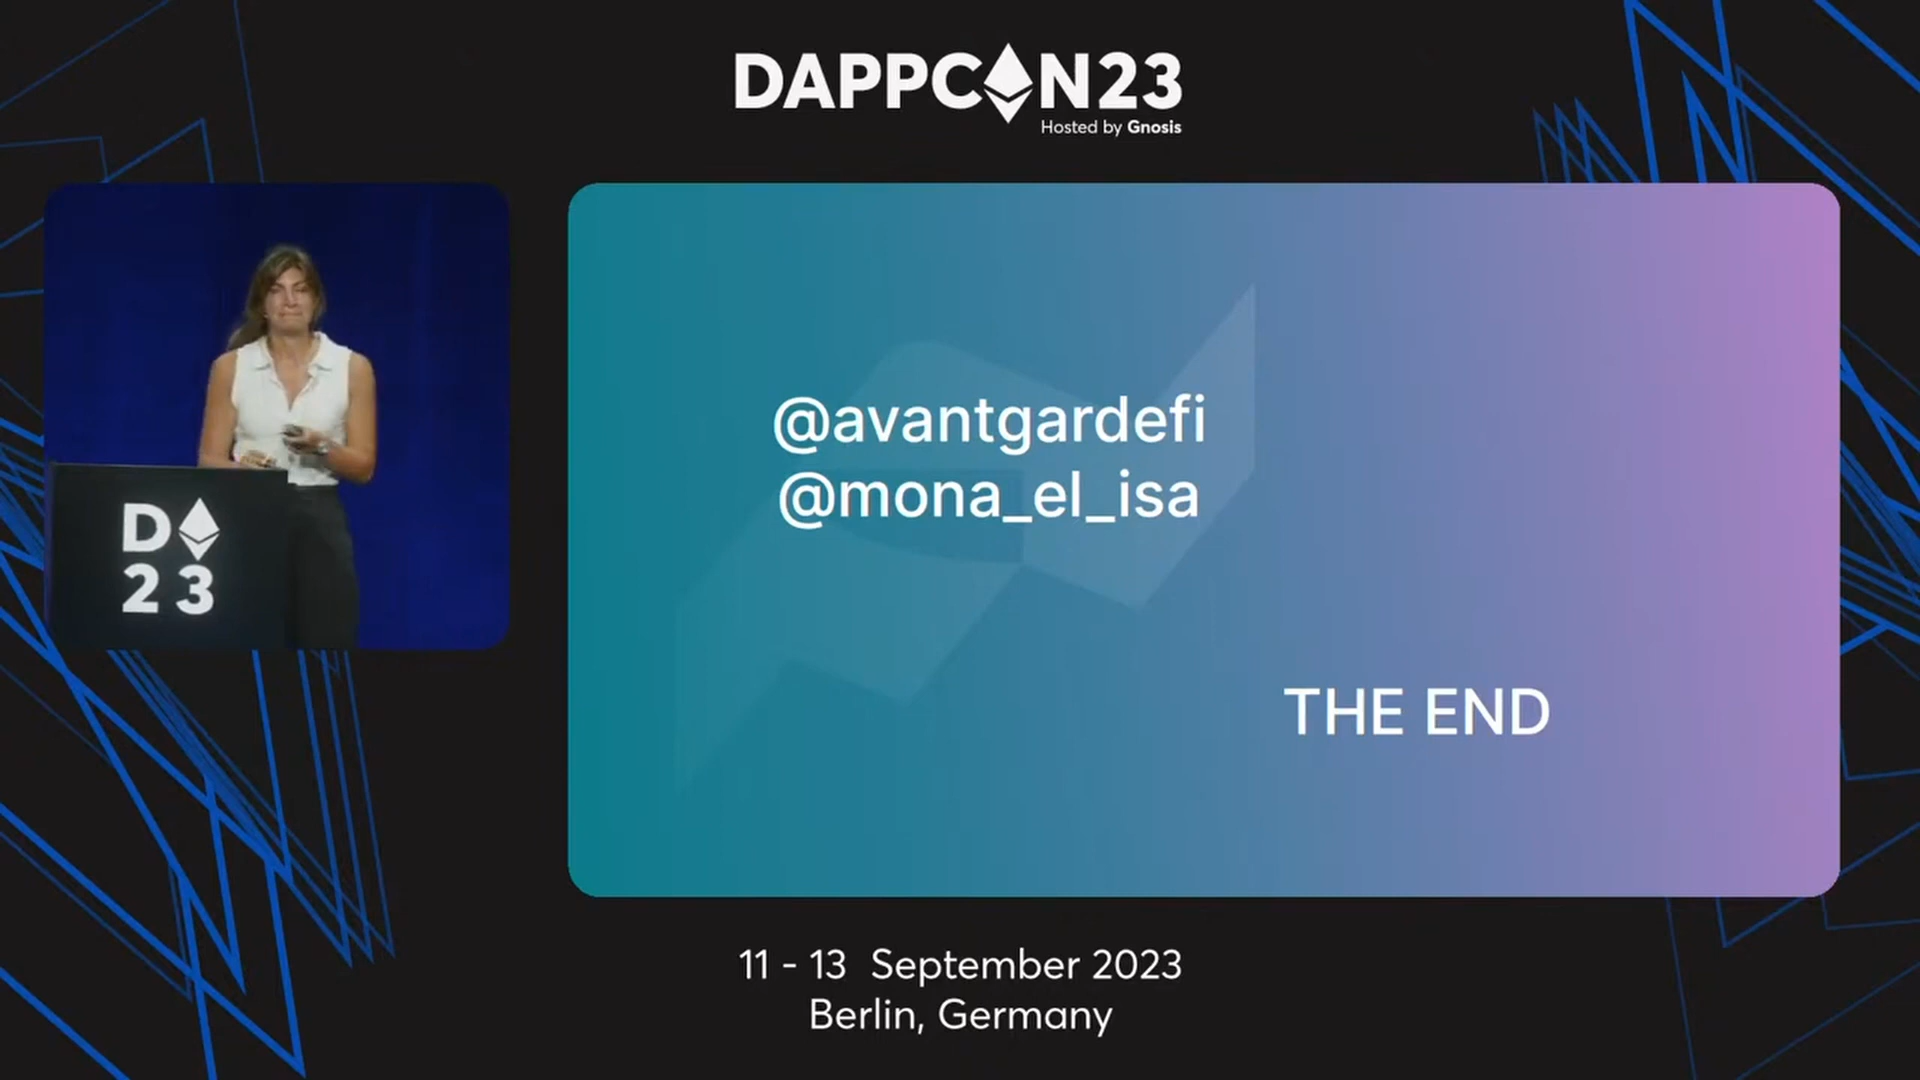 DAPPCON23
Hosted by Gnosis
@avantgardefi
@mona_el_isa
THE END
D
23
11 - 13 September 2023
Berlin, Germany